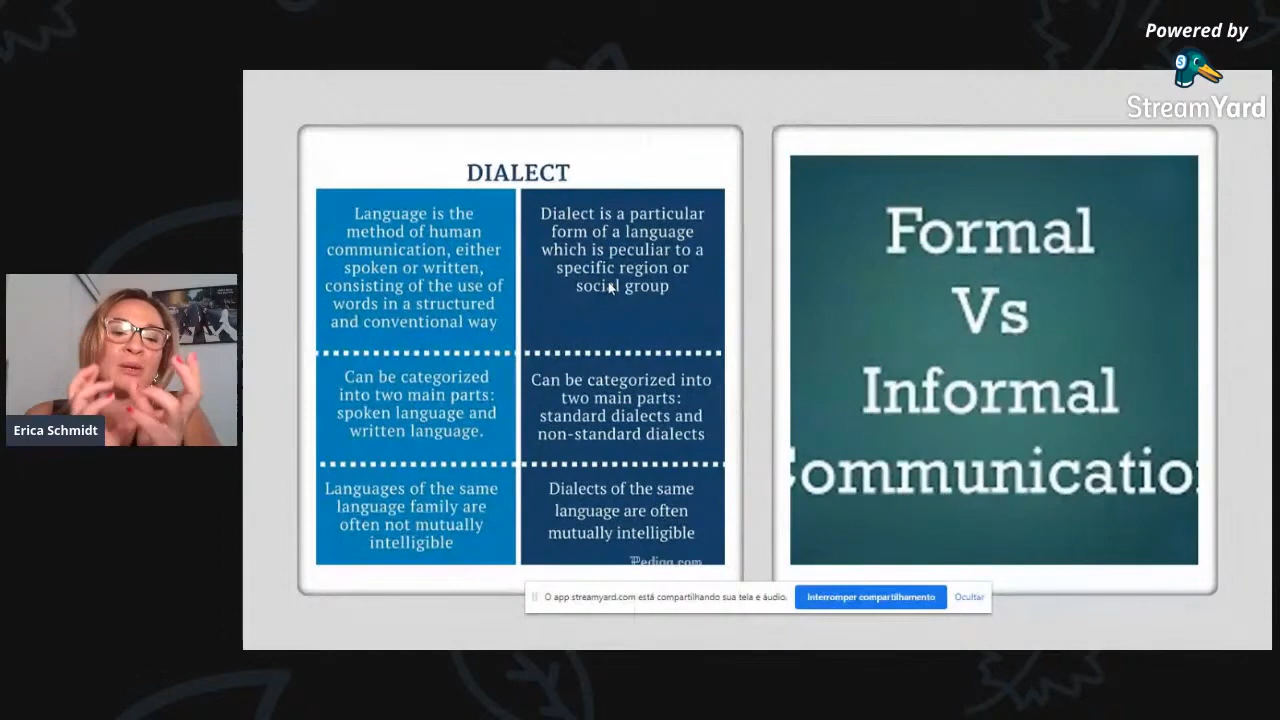 Powered by
StreamYard
DIALECT
Language is the
method of human
communication, either
spoken or written,
consisting of the use of
words in a structured
and conventional way
Dialect is a particular
form of a language
which is peculiar to a
specific region or
social group
Can be categorized
into two main parts:
spoken language and
written language.
Can be categorized into
two main parts:
standard dialects and
non-standard dialects
Languages of the same
language family are
often not mutually
intelligible
Dialects of the same
language are often
mutually intelligible
Pediaa.com
Formal
Vs
Informal
ommunicatio
Erica Schmidt
O app streamyard.com está compartilhando sua tela e áudio.
Interromper compartilhamento
Ocultar